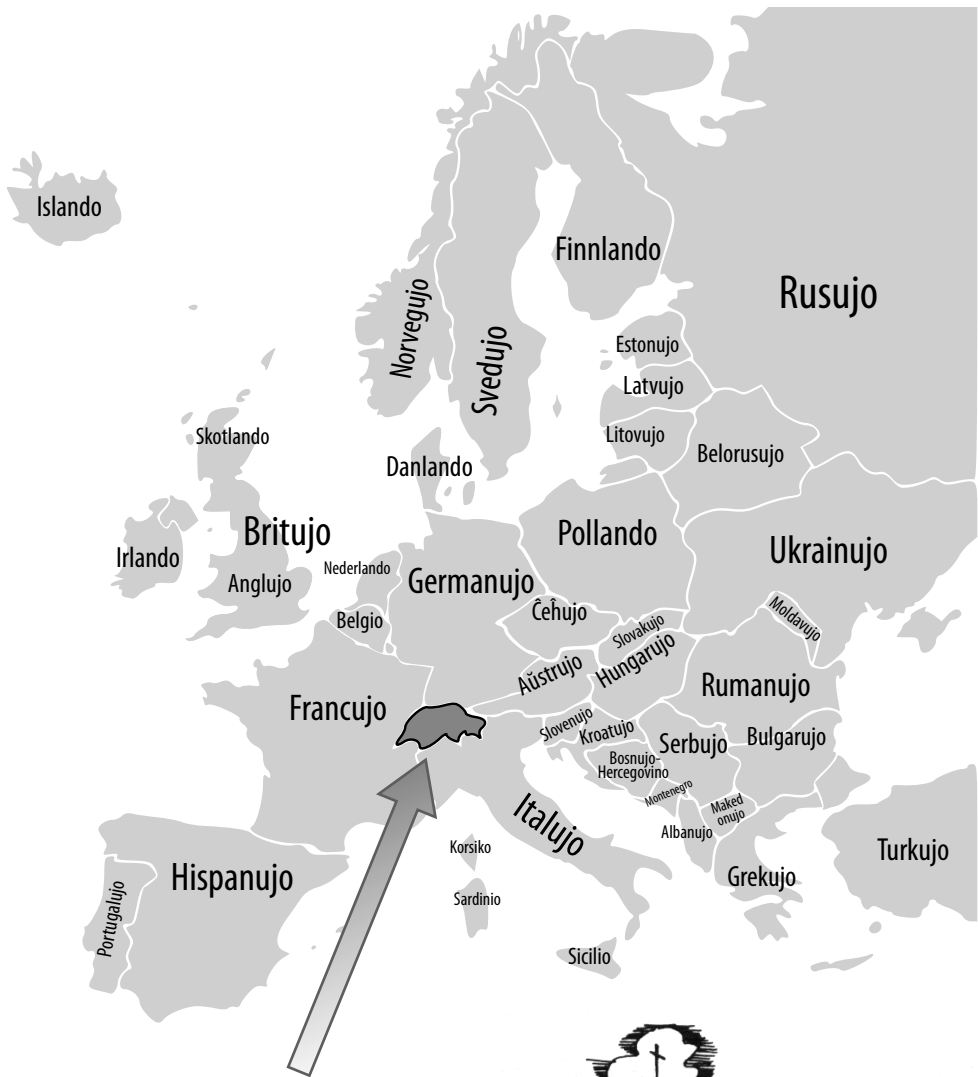 Islando
Finnlando
Rusujo
Norvegujo
Svedujo
Estonujo
Latvujo
Litovujo
Skotlando
Belorusujo
Danlando
Britujo
Pollando
Irlando
Ukrainujo
Nederlando
Germanujo
Anglujo
Ĉeĥujo
Moldavujo
Belgio
Slovakujo
Aŭstrujo
Hungarujo
Rumanujo
Francujo
Slovenujo
Kroatujo
Serbujo
Bulgarujo
Bosnujo-
Hercegovino
Montenegro
Maked
onujo
Italujo
Albanujo
Korsiko
Turkujo
Hispanujo
Grekujo
Sardinio
Portugalujo
Sicilio